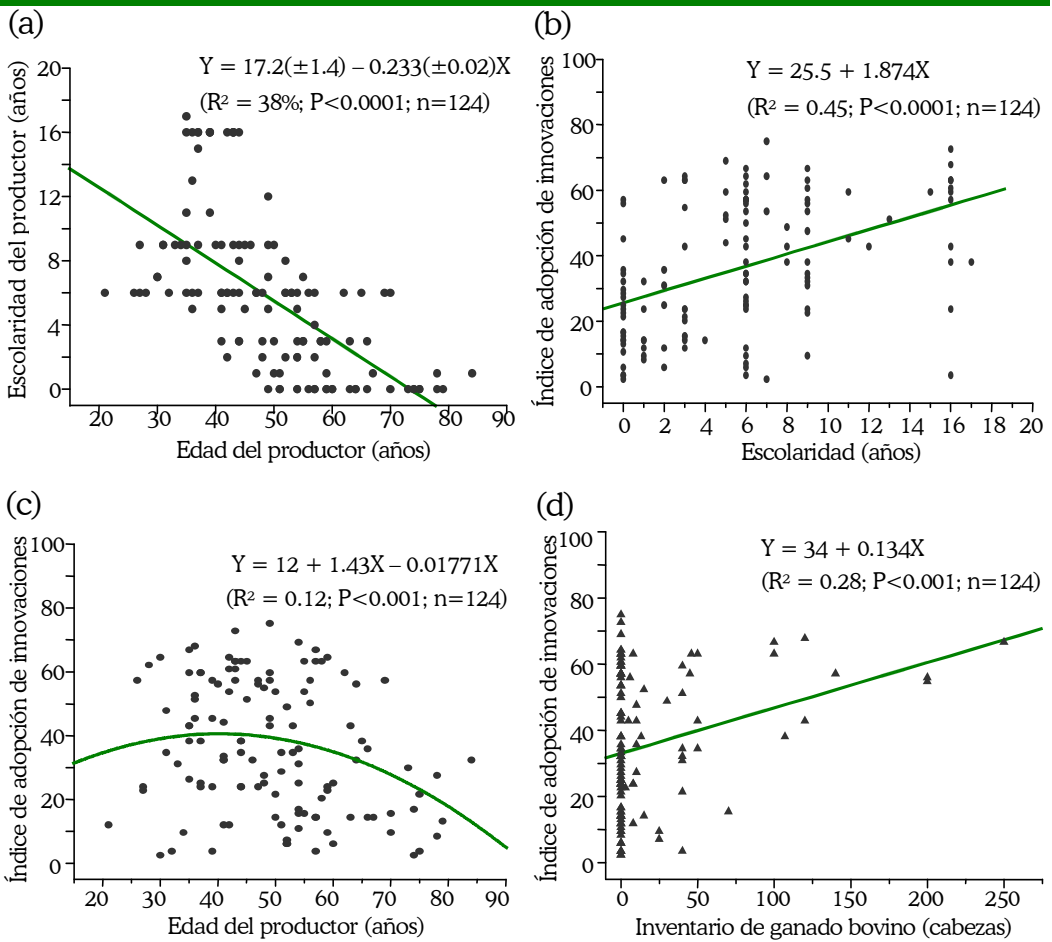 (a)
Y = 17.2(±1.4) – 0.233(±0.02)X
(R² = 38%; P<0.0001; n=124)
Escolaridad del productor (años)
20
16
12
8
4
0
20 30 40 50 60 70 80 90
Edad del productor (años)
(b)
Y = 25.5 + 1.874X
(R² = 0.45; P<0.0001; n=124)
Índice de adopción de innovaciones
100
80
60
40
20
0
0 2 4 6 8 10 12 14 16 18 20
Escolaridad (años)
(c)
Y = 12 + 1.43X – 0.01771X
(R² = 0.12; P<0.001; n=124)
Índice de adopción de innovaciones
100
80
60
40
20
0
20 30 40 50 60 70 80 90
Edad del productor (años)
(d)
Y = 34 + 0.134X
(R² = 0.28; P<0.001; n=124)
Índice de adopción de innovaciones
100
80
60
40
20
0
0 50 100 150 200 250
Inventario de ganado bovino (cabezas)